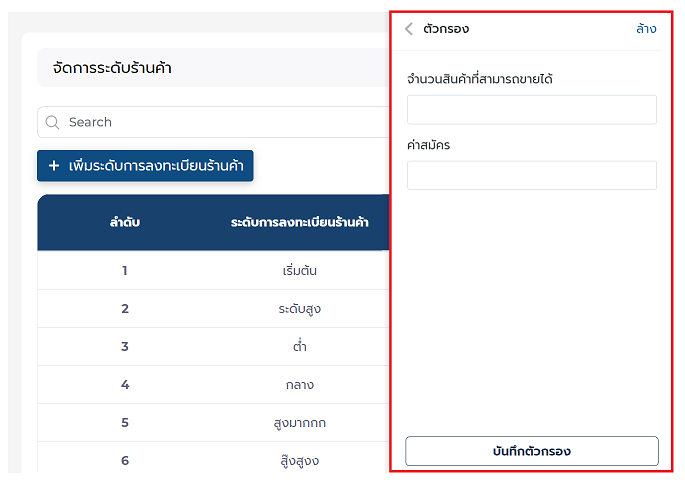 จัดการระดับร้านค้า
Search
+ เพิ่มระดับการลงทะเบียนร้านค้า
ลำดับ ระดับการลงทะเบียนร้านค้า
1 เริ่มต้น
2 ระดับสูง
3 ต่ำ
4 กลาง
5 สูงมากกก
6 สู๊งสูงง
ตัวกรอง ล้าง
จำนวนสินค้าที่สามารถขายได้
ค่าสมัคร
บันทึกตัวกรอง